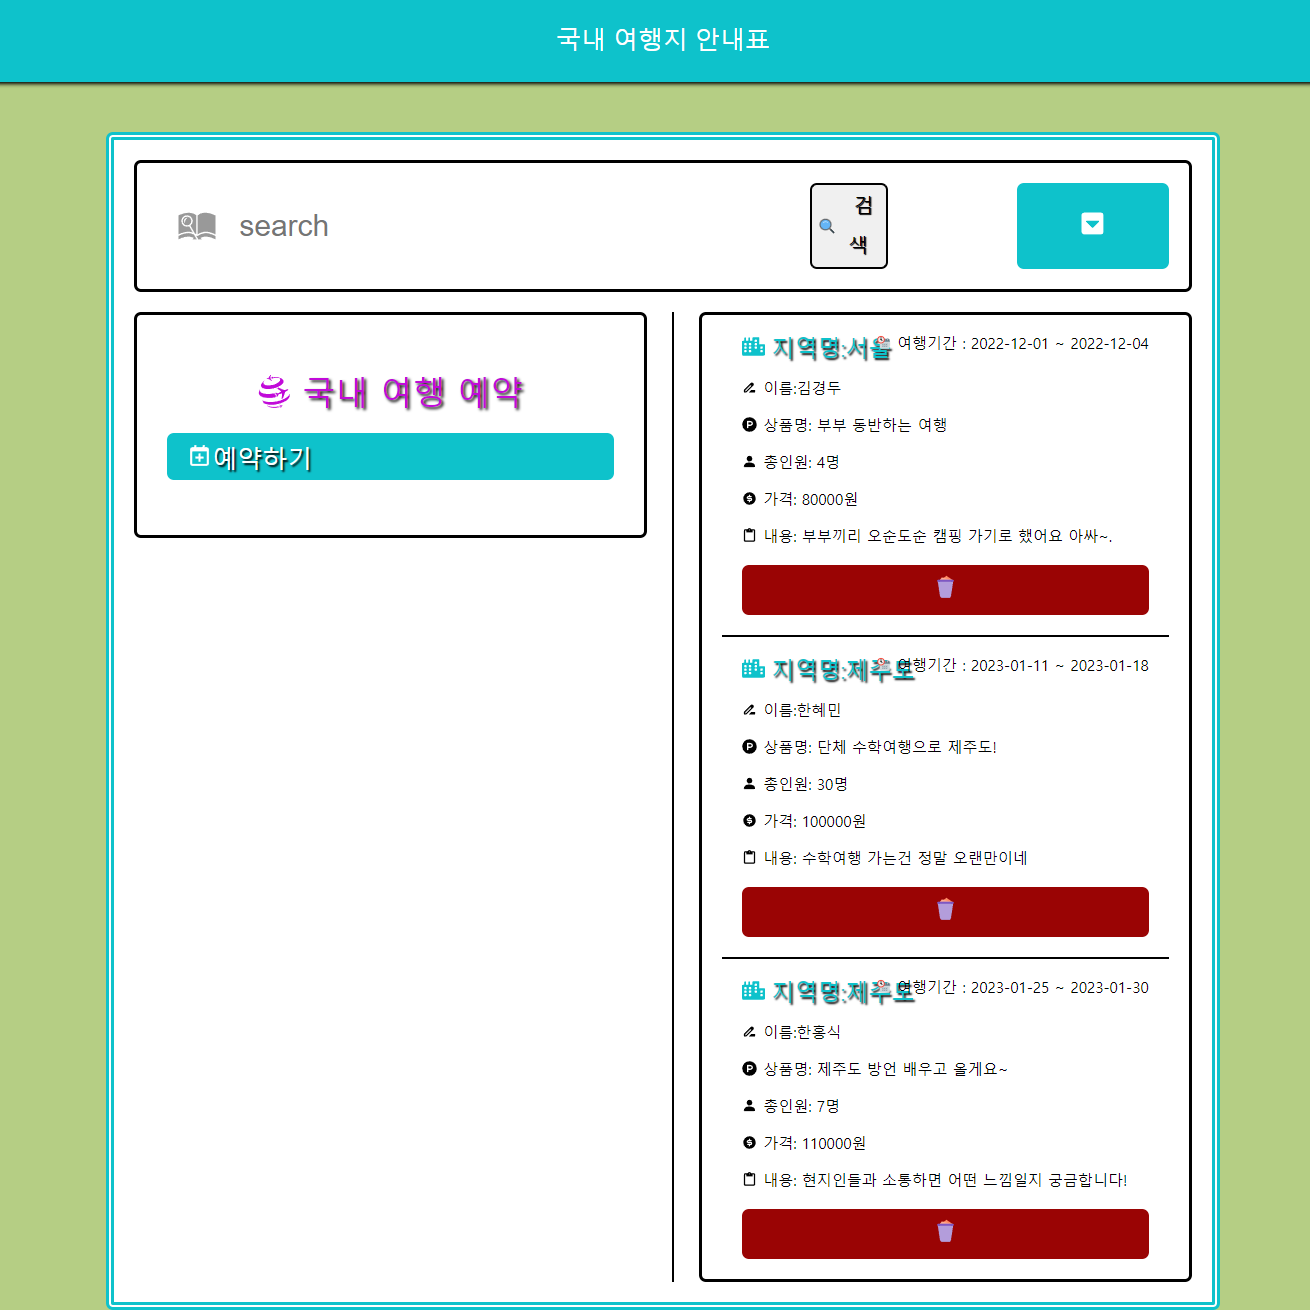 국내 여행지 안내표
search
검
색
국내 여행 예약
예약하기
지역명:서울
여행기간 : 2022-12-01 ~ 2022-12-04
이름:김경두
상품명: 부부 동반하는 여행
총인원: 4명
가격: 80000원
내용: 부부끼리 오순도순 캠핑 가기로 했어요 아싸~.
지역명:제주도
여행기간 : 2023-01-11 ~ 2023-01-18
이름:한혜민
상품명: 단체 수학여행으로 제주도!
총인원: 30명
가격: 100000원
내용: 수학여행 가는건 정말 오랜만이네
지역명:제주도
여행기간 : 2023-01-25 ~ 2023-01-30
이름:한홍식
상품명: 제주도 방언 배우고 올게요~
총인원: 7명
가격: 110000원
내용: 현지인들과 소통하면 어떤 느낌일지 궁금합니다!